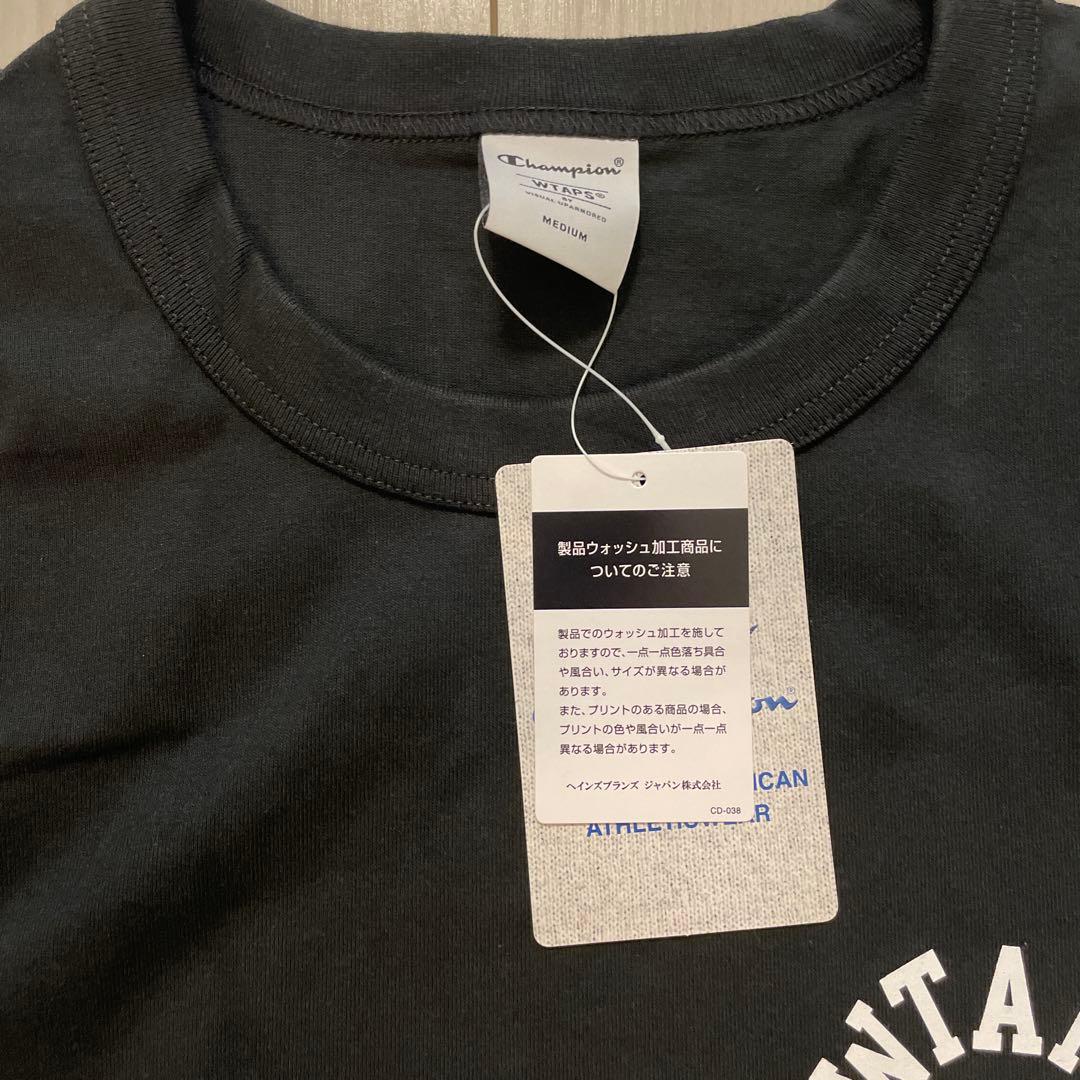 Champion®
WTAPS®
BY
VISUAL UPARMORED
MEDIUM
製品ウォッシュ加工商品に
ついてのご注意
製品でのウォッシュ加工を施して
おりますので、一点一点色落ち具合
や風合い、サイズが異なる場合が
あります。
また、プリントのある商品の場合、
プリントの色や風合いが一点一点
異なる場合があります。
ヘインズブランズ ジャパン株式会社
CD-038
on®
ICAN
ATHLETICWEAR
NTA